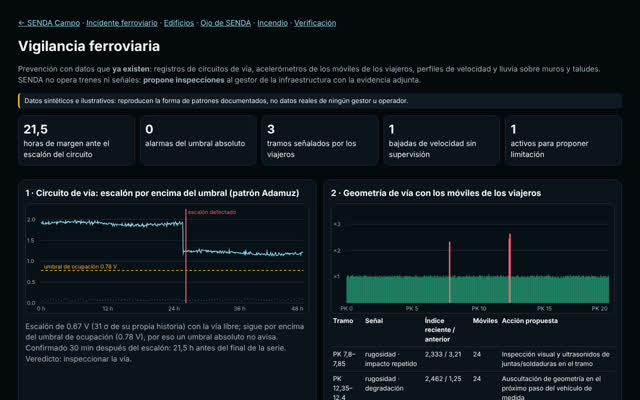 ← SENDA Campo · Incidente ferroviario · Edificios · Ojo de SENDA · Incendio · Verificación
Vigilancia ferroviaria
Prevención con datos que ya existen: registros de circuitos de vía, acelerómetros de los móviles de los viajeros, perfiles de velocidad y lluvia sobre muros y taludes.
SENDA no opera trenes ni señales: propone inspecciones al gestor de la infraestructura con la evidencia adjunta.
Datos sintéticos e ilustrativos: reproducen la forma de patrones documentados, no datos reales de ningún gestor u operador.
21,5
horas de margen ante el
escalón del circuito
0
alarmas del umbral absoluto
3
tramos señalados por los
viajeros
1
bajadas de velocidad sin
supervisión
1
activos para proponer
limitación
1 · Circuito de vía: escalón por encima del umbral (patrón Adamuz)
escalón detectado
2.0
1.5
1.0
umbral de ocupación 0.78 V
0.5
0.0
0 h
12 h
24 h
36 h
48 h
Escalón de 0.67 V (31 σ de su propia historia) con la vía libre; sigue por encima
del umbral de ocupación (0.78 V), por eso un umbral absoluto no avisa.
Confirmado 30 min después del escalón: 21,5 h antes del final de la serie.
Veredicto: inspeccionar la vía.
2 · Geometría de vía con los móviles de los viajeros
×3
×2
×1
PK 0
PK 5
PK 10
PK 15
PK 20
Tramo Señal Índice reciente / anterior Móviles Acción propuesta
PK 7,8–7,85 rugosidad · impacto repetido 2,333 / 3,21 24 Inspección visual y ultrasonidos de juntas/soldaduras en el tramo
PK 12,35–12,4 rugosidad · degradación 2,462 / 1,25 24 Auscultación de geometría en el próximo paso del vehículo de medida